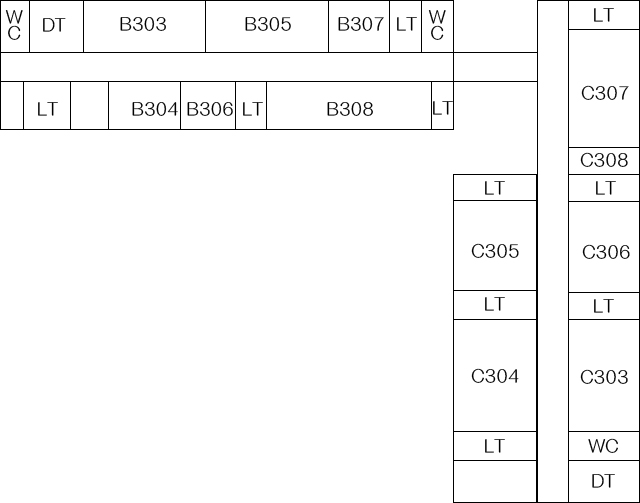 WC DT B303 B305 B307 LT WC
LT B304 B306 LT B308 LT
LT
C307
C308
LT LT
C305 C306
LT LT
C304 C303
LT WC
DT